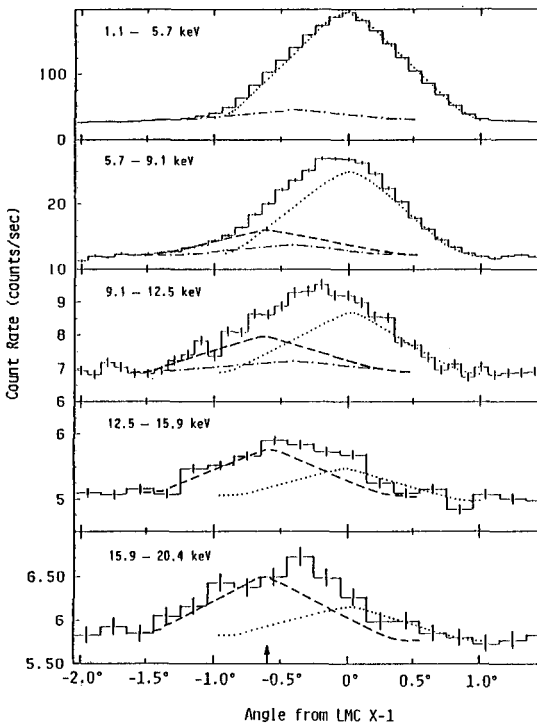 1.1 – 5.7 keV
100
0
5.7 – 9.1 keV
20
10
9.1 – 12.5 keV
9
8
7
6
12.5 – 15.9 keV
6
5
15.9 – 20.4 keV
6.50
6
5.50
-2.0° -1.5° -1.0° -0.5° 0° 0.5° 1.0°
Angle from LMC X-1
Count Rate (counts/sec)